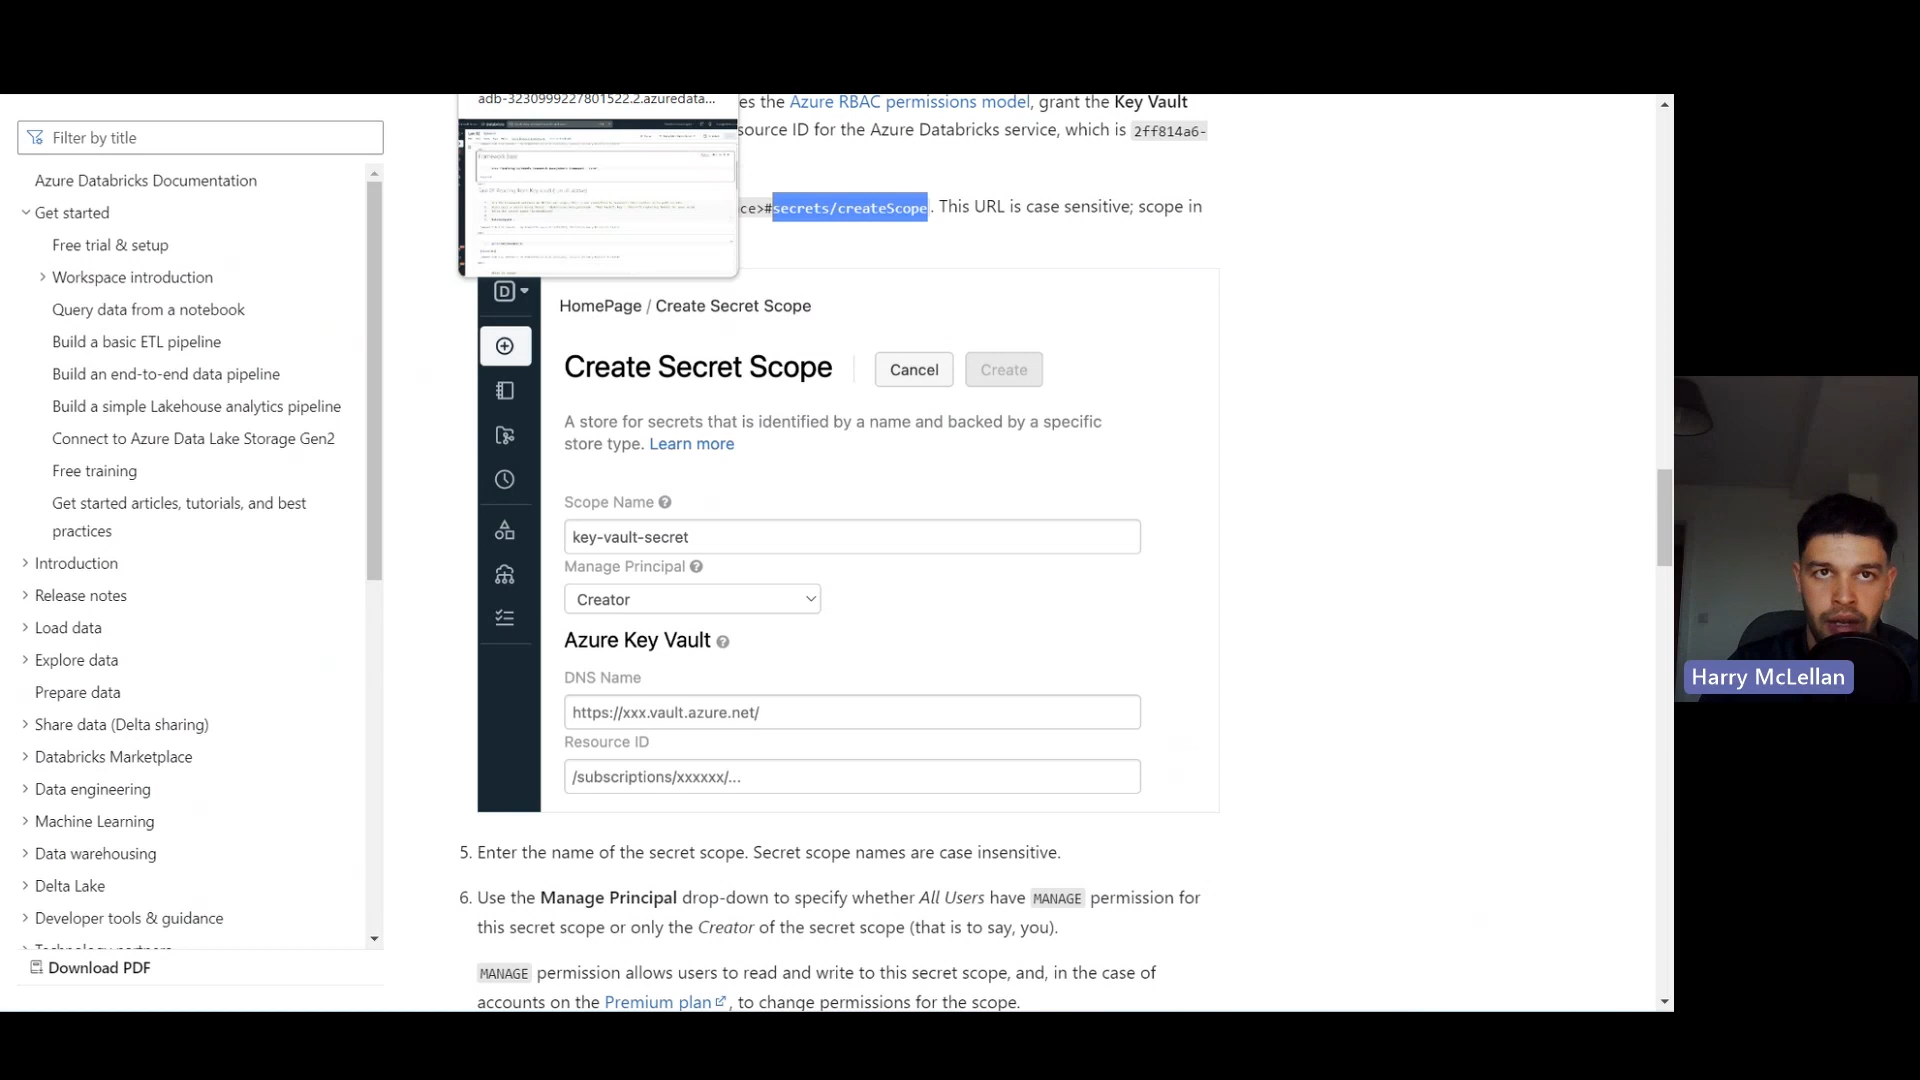 Filter by title
Azure Databricks Documentation
Get started
Free trial & setup
Workspace introduction
Query data from a notebook
Build a basic ETL pipeline
Build an end-to-end data pipeline
Build a simple Lakehouse analytics pipeline
Connect to Azure Data Lake Storage Gen2
Free training
Get started articles, tutorials, and best
practices
Introduction
Release notes
Load data
Explore data
Prepare data
Share data (Delta sharing)
Databricks Marketplace
Data engineering
Machine Learning
Data warehousing
Delta Lake
Developer tools & guidance
Technology partners
Download PDF
adb-3230999227801522.2.azuredata...
es the Azure RBAC permissions model, grant the Key Vault
source ID for the Azure Databricks service, which is 2ff814a6-
ce>#secrets/createScope. This URL is case sensitive; scope in
HomePage / Create Secret Scope
Create Secret Scope Cancel Create
A store for secrets that is identified by a name and backed by a specific
store type. Learn more
Scope Name
key-vault-secret
Manage Principal
Creator
Azure Key Vault
DNS Name
https://xxx.vault.azure.net/
Resource ID
/subscriptions/xxxxxx/...
5. Enter the name of the secret scope. Secret scope names are case insensitive.
6. Use the Manage Principal drop-down to specify whether All Users have MANAGE permission for
this secret scope or only the Creator of the secret scope (that is to say, you).
MANAGE permission allows users to read and write to this secret scope, and, in the case of
accounts on the Premium plan, to change permissions for the scope.
Harry McLellan